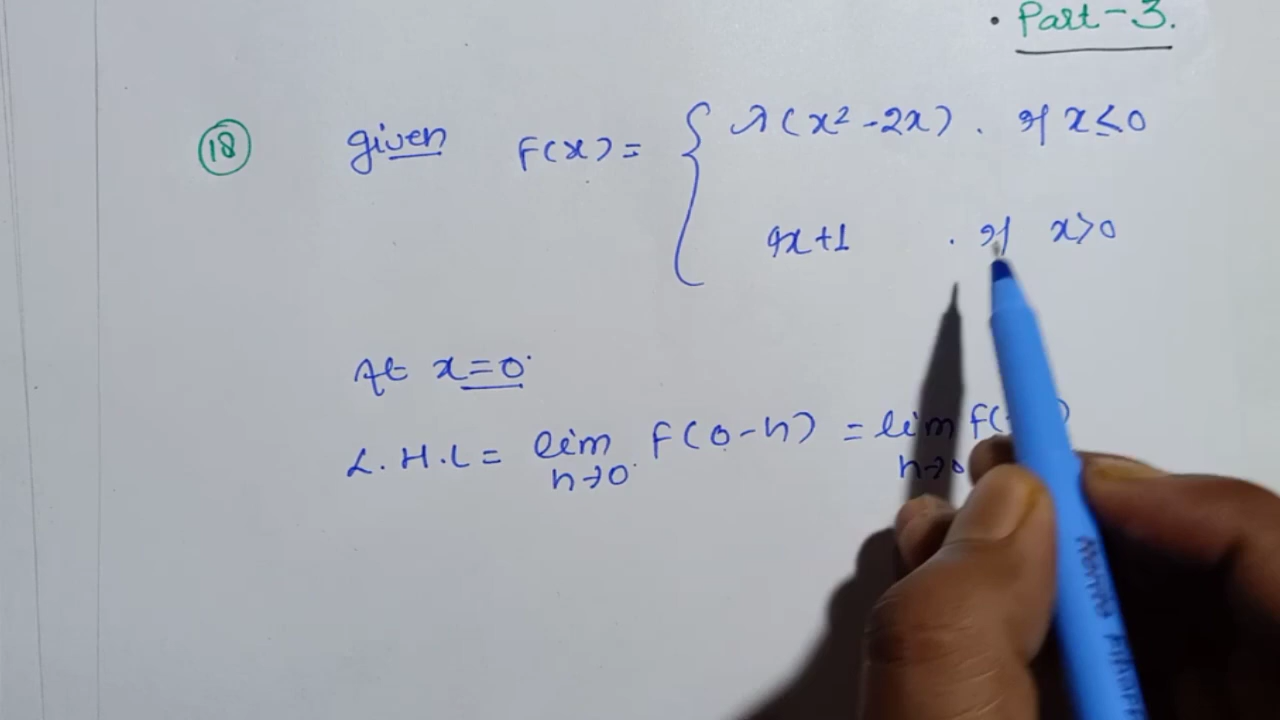 • Part-3.
18 given F(x)= { λ(x²-2x). if x≤0
4x+1 . if x>0
At x=0.
L.H.L = lim h→0 F(0-h) = lim h→0 F(